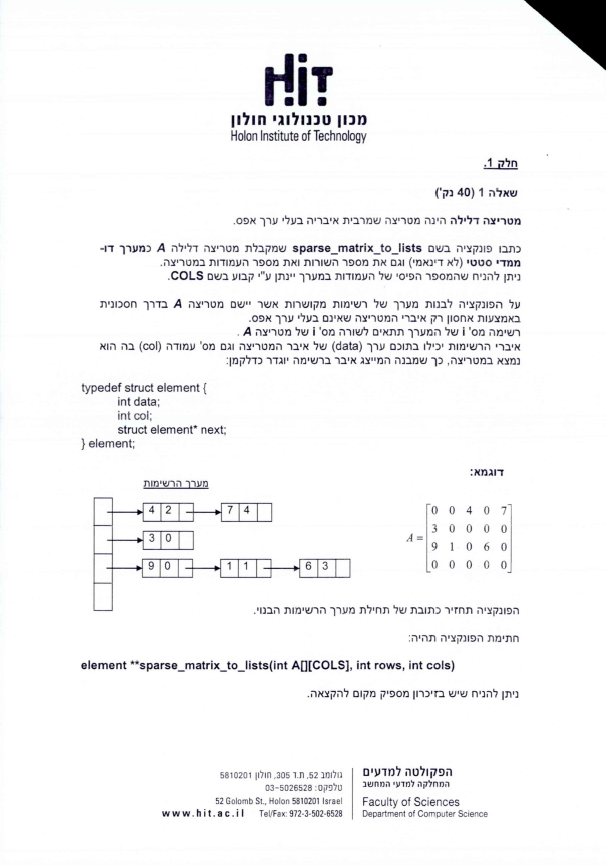 HiT
מכון טכנולוגי חולון
Holon Institute of Technology
חלק 1.
שאלה 1 (40 נק')
מטריצה דלילה הינה מטריצה שמרבית איבריה בעלי ערך אפס.
כתבו פונקציה בשם sparse_matrix_to_lists שמקבלת מטריצה דלילה A כמערך דו-
ממדי סטטי (לא דינאמי) וגם את מספר השורות ואת מספר העמודות במטריצה.
ניתן להניח שהמספר הפיסי של העמודות במערך יינתן ע"י קבוע בשם COLS.
על הפונקציה לבנות מערך של רשימות מקושרות אשר יישם מטריצה A בדרך חסכונית
באמצעות אחסון רק איברי המטריצה שאינם בעלי ערך אפס.
רשימה מס' i של המערך תתאים לשורה מס' i של מטריצה A .
איברי הרשימות יכילו בתוכם ערך (data) של איבר המטריצה וגם מס' עמודה (col) בה הוא
נמצא במטריצה, כך שמבנה המייצג איבר ברשימה יוגדר כדלקמן:
typedef struct element {
int data;
int col;
struct element* next;
} element;
דוגמא:
מערך הרשימות
4 2 7 4
3 0
9 0 1 1 6 3
A =
0 0 4 0 7
3 0 0 0 0
9 1 0 6 0
0 0 0 0 0
הפונקציה תחזיר כתובת של תחילת מערך הרשימות הבנוי.
חתימת הפונקציה תהיה:
element **sparse_matrix_to_lists(int A[][COLS], int rows, int cols)
ניתן להניח שיש בזיכרון מספיק מקום להקצאה.
הפקולטה למדעים
המחלקה למדעי המחשב
Faculty of Sciences
Department of Computer Science
גולומב 52, ת.ד 305, חולון 5810201
טלפקס: 03-5026528
52 Golomb St., Holon 5810201 Israel
www.hit.ac.il Tel/Fax: 972-3-502-6528